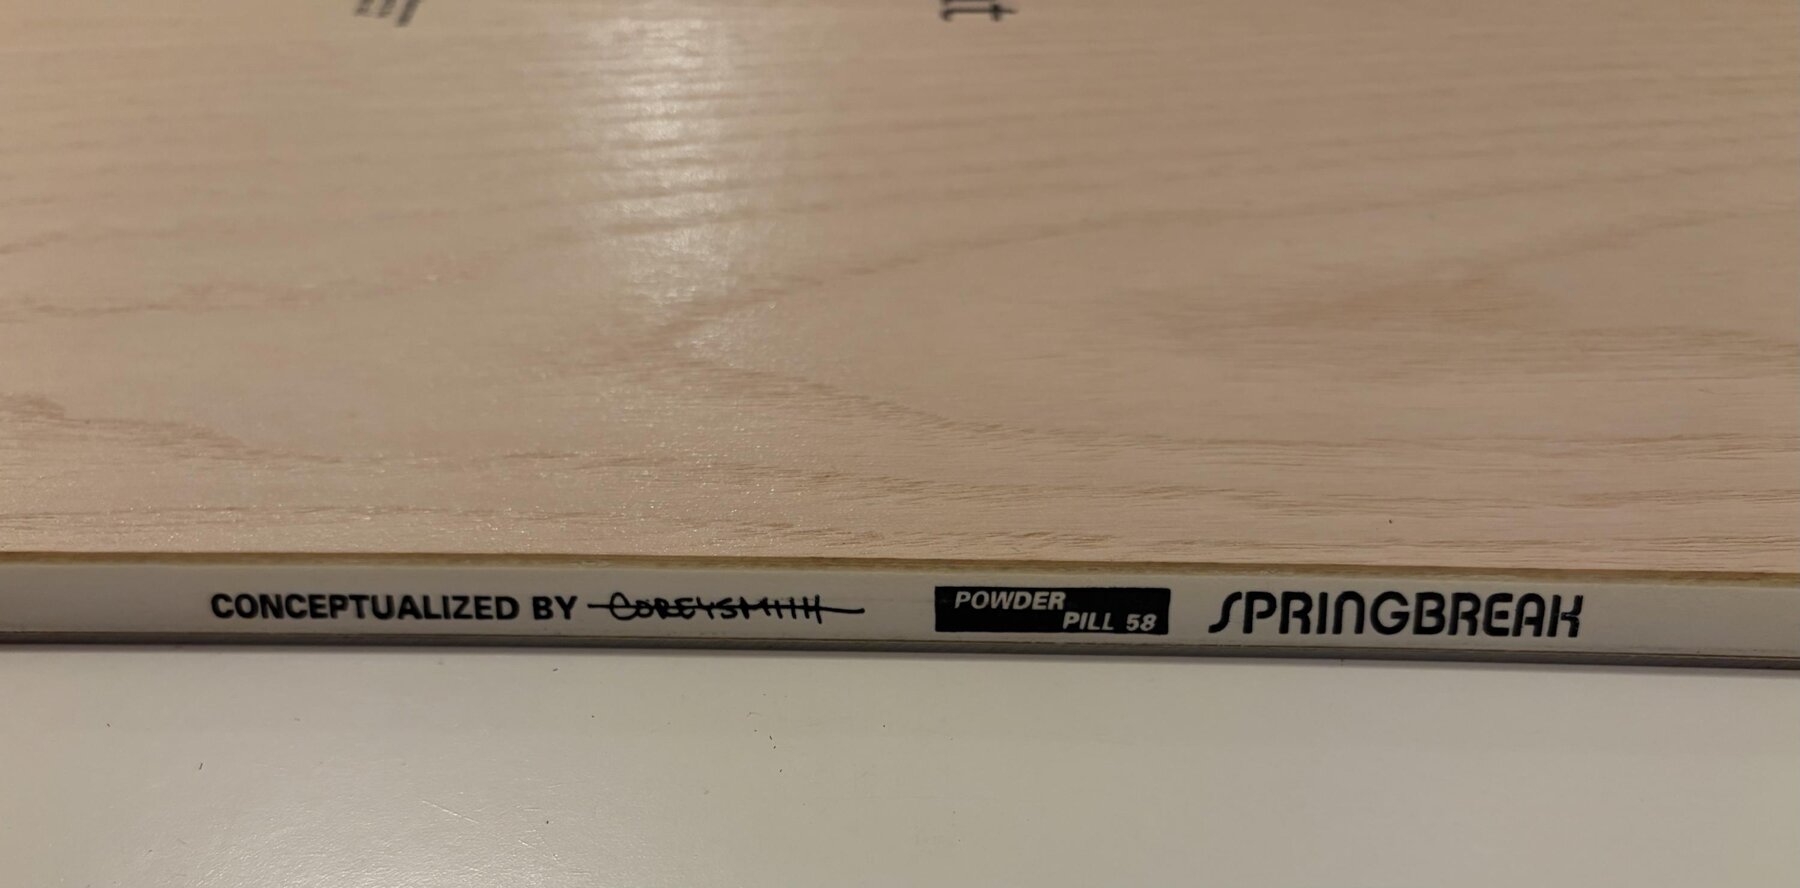 CONCEPTUALIZED BY COREYSMITH
POWDER
PILL 58
SPRINGBREAK